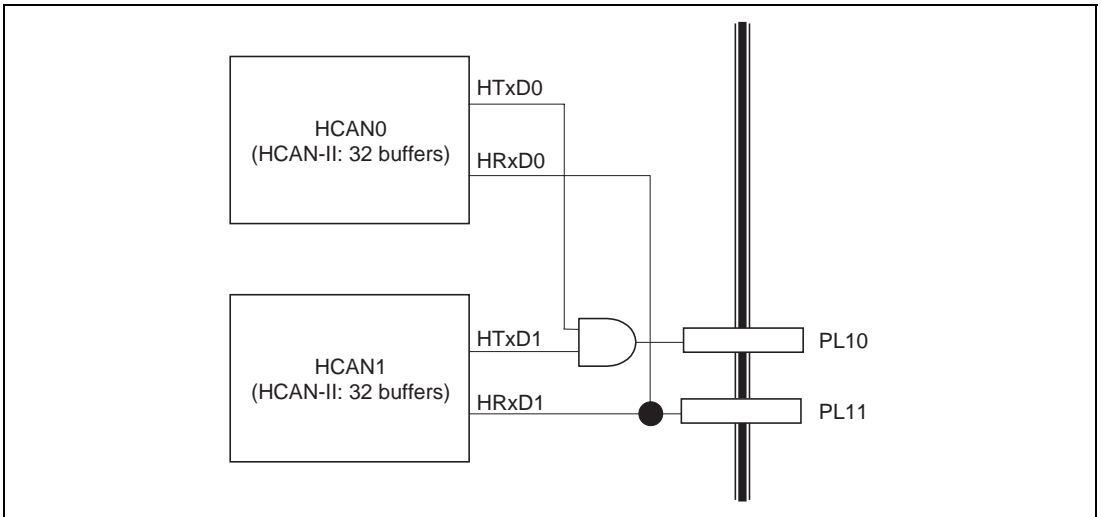 HTxD0
HCAN0
(HCAN-II: 32 buffers)
HRxD0
HTxD1
PL10
HCAN1
(HCAN-II: 32 buffers)
HRxD1
PL11